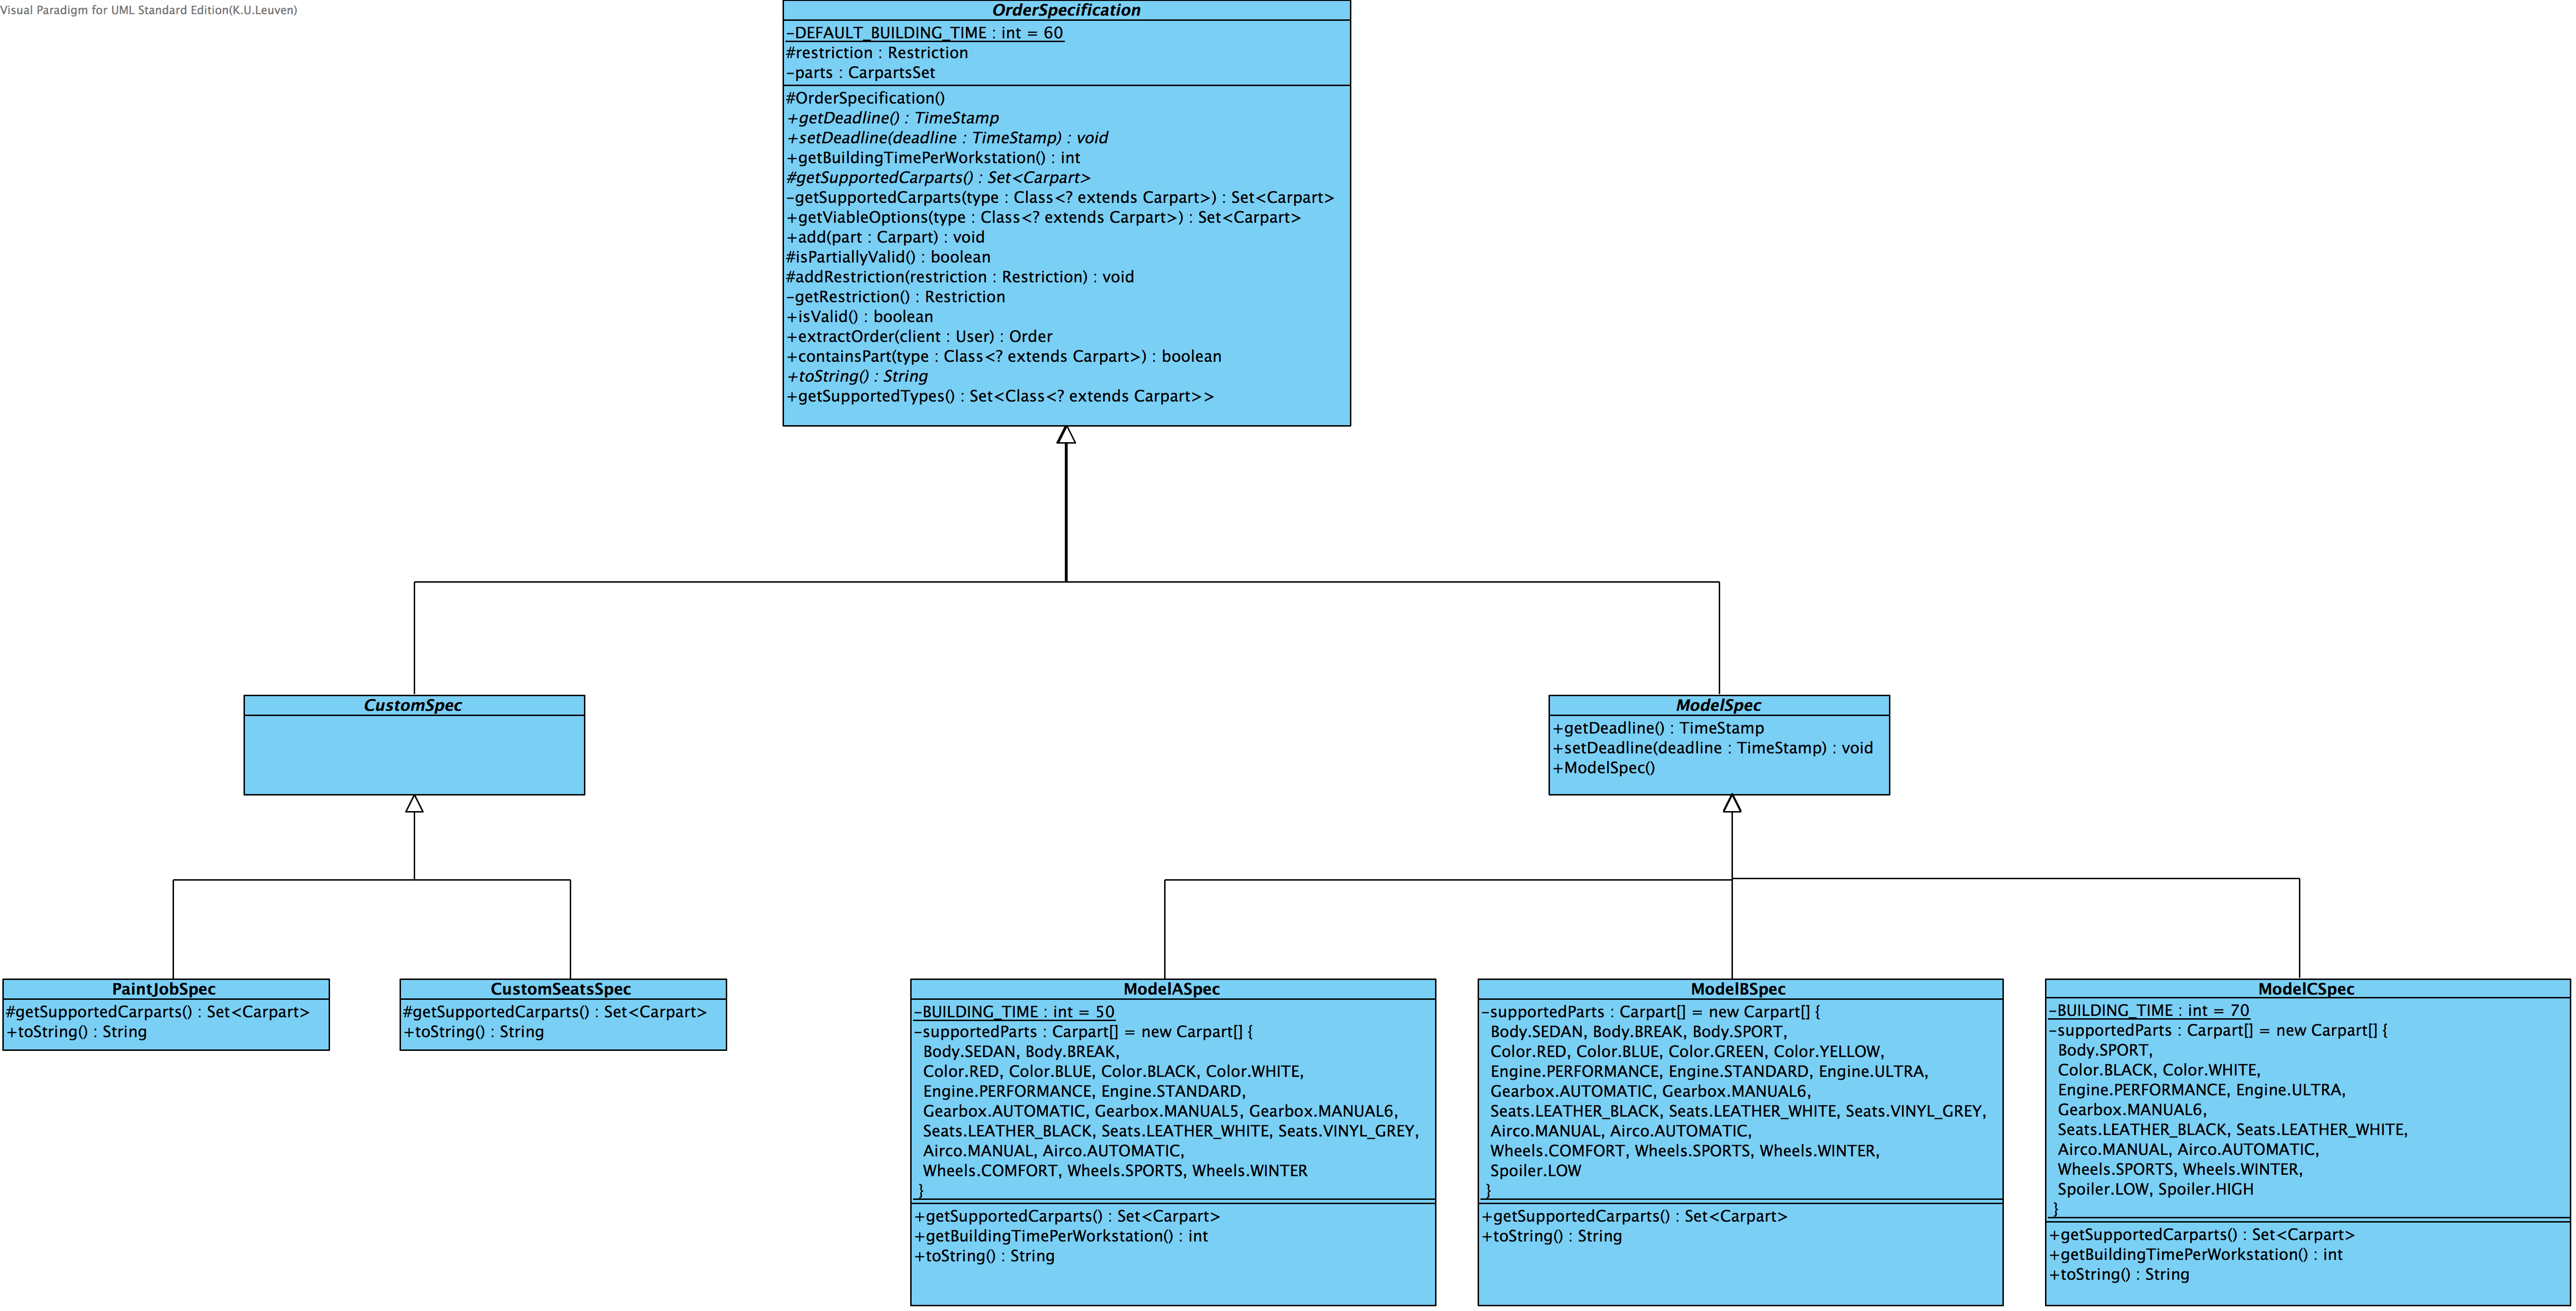 Visual Paradigm for UML Standard Edition(K.U.Leuven)
OrderSpecification
-DEFAULT_BUILDING_TIME : int = 60
#restriction : Restriction
-parts : CarpartsSet
#OrderSpecification()
+getDeadline() : TimeStamp
+setDeadline(deadline : TimeStamp) : void
+getBuildingTimePerWorkstation() : int
#getSupportedCarparts() : Set<Carpart>
-getSupportedCarparts(type : Class<? extends Carpart>) : Set<Carpart>
+getViableOptions(type : Class<? extends Carpart>) : Set<Carpart>
+add(part : Carpart) : void
#isPartiallyValid() : boolean
#addRestriction(restriction : Restriction) : void
-getRestriction() : Restriction
+isValid() : boolean
+extractOrder(client : User) : Order
+containsPart(type : Class<? extends Carpart>) : boolean
+toString() : String
+getSupportedTypes() : Set<Class<? extends Carpart>>
CustomSpec
ModelSpec
+getDeadline() : TimeStamp
+setDeadline(deadline : TimeStamp) : void
+ModelSpec()
PaintJobSpec
#getSupportedCarparts() : Set<Carpart>
+toString() : String
CustomSeatsSpec
#getSupportedCarparts() : Set<Carpart>
+toString() : String
ModelASpec
-BUILDING_TIME : int = 50
-supportedParts : Carpart[] = new Carpart[] {
Body.SEDAN, Body.BREAK,
Color.RED, Color.BLUE, Color.BLACK, Color.WHITE,
Engine.PERFORMANCE, Engine.STANDARD,
Gearbox.AUTOMATIC, Gearbox.MANUAL5, Gearbox.MANUAL6,
Seats.LEATHER_BLACK, Seats.LEATHER_WHITE, Seats.VINYL_GREY,
Airco.MANUAL, Airco.AUTOMATIC,
Wheels.COMFORT, Wheels.SPORTS, Wheels.WINTER
}
+getSupportedCarparts() : Set<Carpart>
+getBuildingTimePerWorkstation() : int
+toString() : String
ModelBSpec
-supportedParts : Carpart[] = new Carpart[] {
Body.SEDAN, Body.BREAK, Body.SPORT,
Color.RED, Color.BLUE, Color.GREEN, Color.YELLOW,
Engine.PERFORMANCE, Engine.STANDARD, Engine.ULTRA,
Gearbox.AUTOMATIC, Gearbox.MANUAL6,
Seats.LEATHER_BLACK, Seats.LEATHER_WHITE, Seats.VINYL_GREY,
Airco.MANUAL, Airco.AUTOMATIC,
Wheels.COMFORT, Wheels.SPORTS, Wheels.WINTER,
Spoiler.LOW
}
+getSupportedCarparts() : Set<Carpart>
+toString() : String
ModelCSpec
-BUILDING_TIME : int = 70
-supportedParts : Carpart[] = new Carpart[] {
Body.SPORT,
Color.BLACK, Color.WHITE,
Engine.PERFORMANCE, Engine.ULTRA,
Gearbox.MANUAL6,
Seats.LEATHER_BLACK, Seats.LEATHER_WHITE,
Airco.MANUAL, Airco.AUTOMATIC,
Wheels.SPORTS, Wheels.WINTER,
Spoiler.LOW, Spoiler.HIGH
}
+getSupportedCarparts() : Set<Carpart>
+getBuildingTimePerWorkstation() : int
+toString() : String